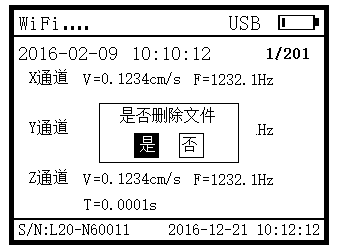 WiFi.... USB
2016-02-09 10:10:12 1/201
X通道 V=0.1234cm/s F=1232.1Hz
是否删除文件
Y通道 Hz
是 否
Z通道 V=0.1234cm/s F=1232.1Hz
T=0.0001s
S/N:L20-N60011 2016-12-21 10:12:12